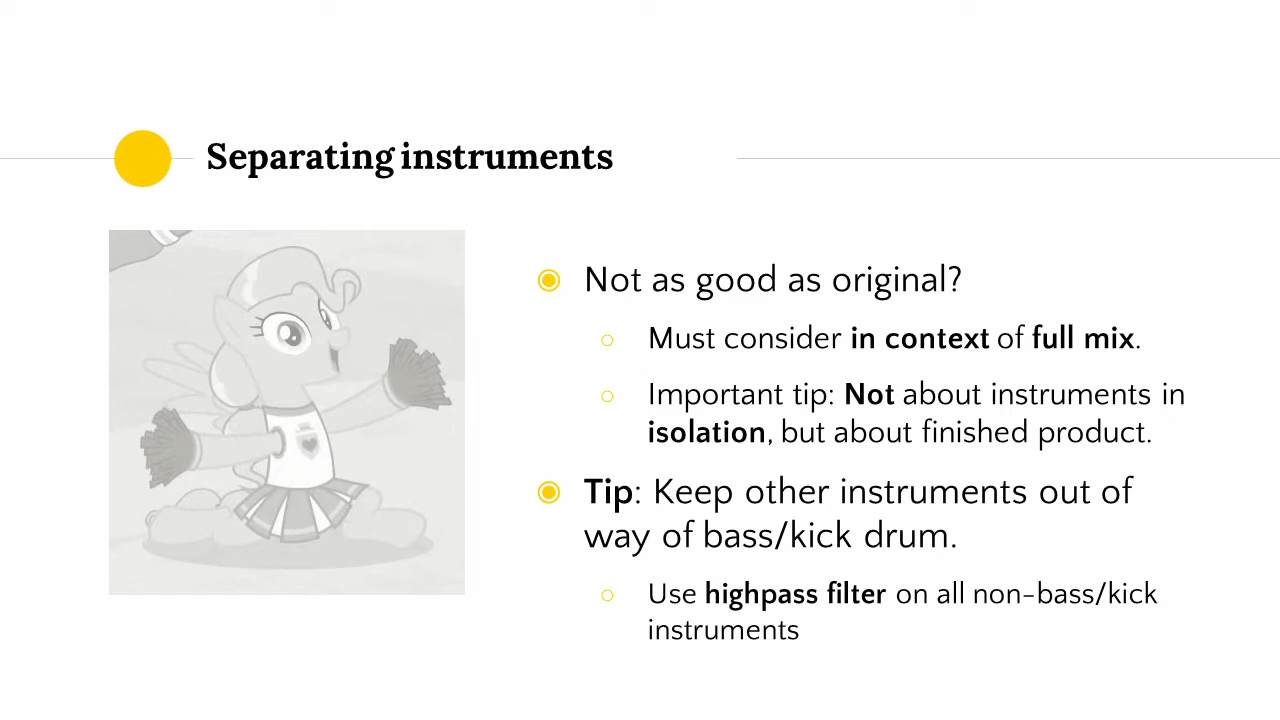 Separating instruments
Not as good as original?
Must consider in context of full mix.
Important tip: Not about instruments in
isolation, but about finished product.
Tip: Keep other instruments out of
way of bass/kick drum.
Use highpass filter on all non-bass/kick
instruments